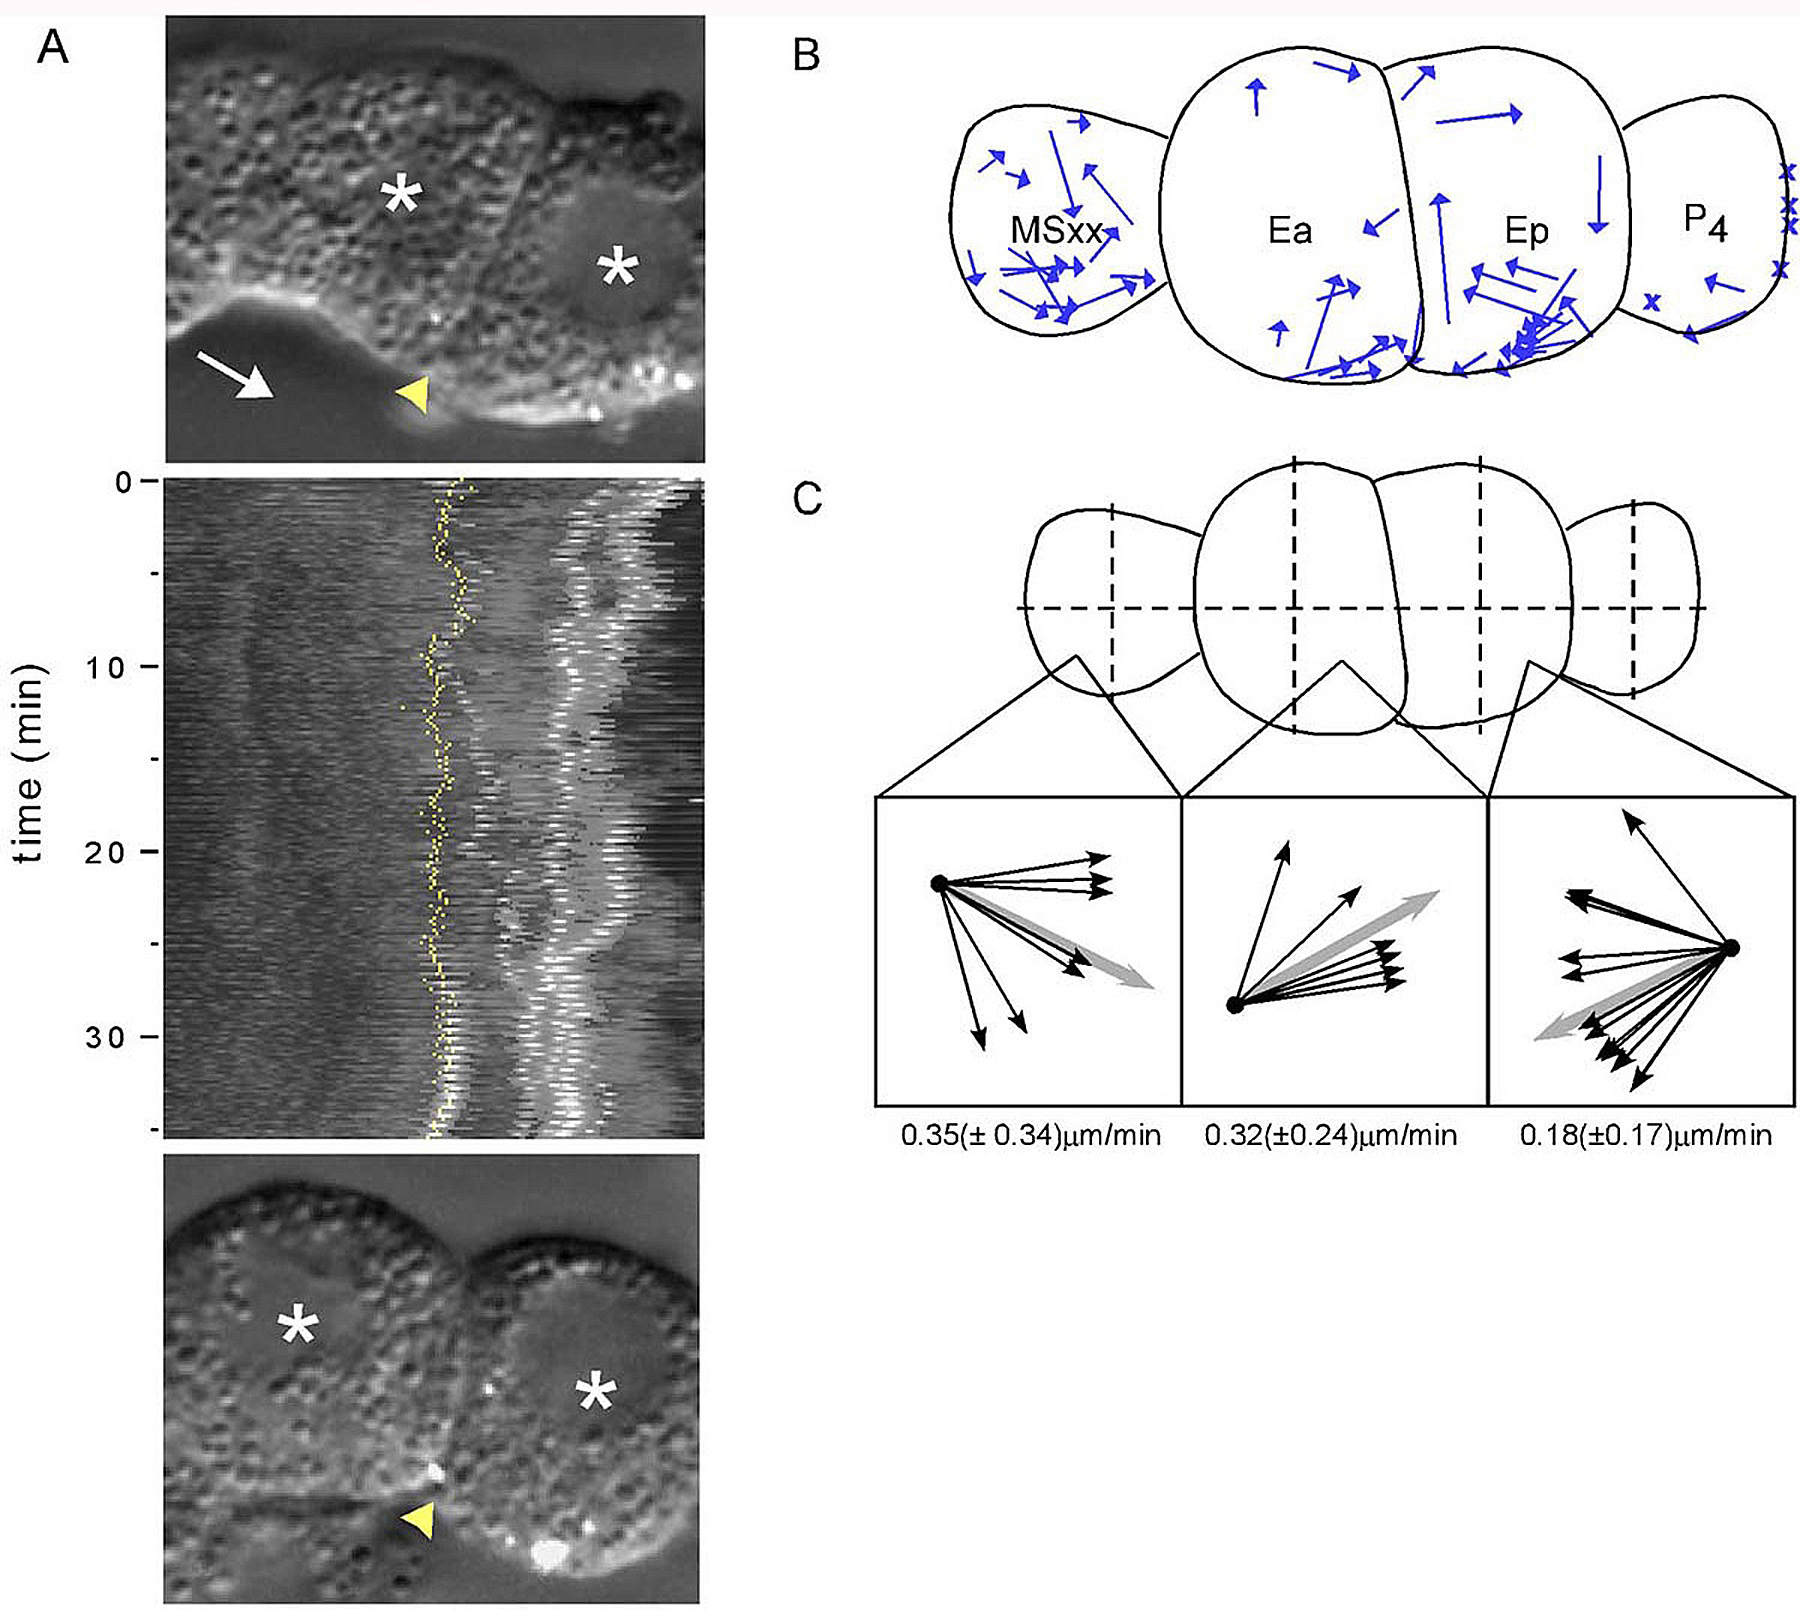 A
*
*
0
10
20
30
time (min)
*
*
B
MSxx
Ea
Ep
P4
x
x
x
x
x
C
0.35(± 0.34)µm/min
0.32(±0.24)µm/min
0.18(±0.17)µm/min